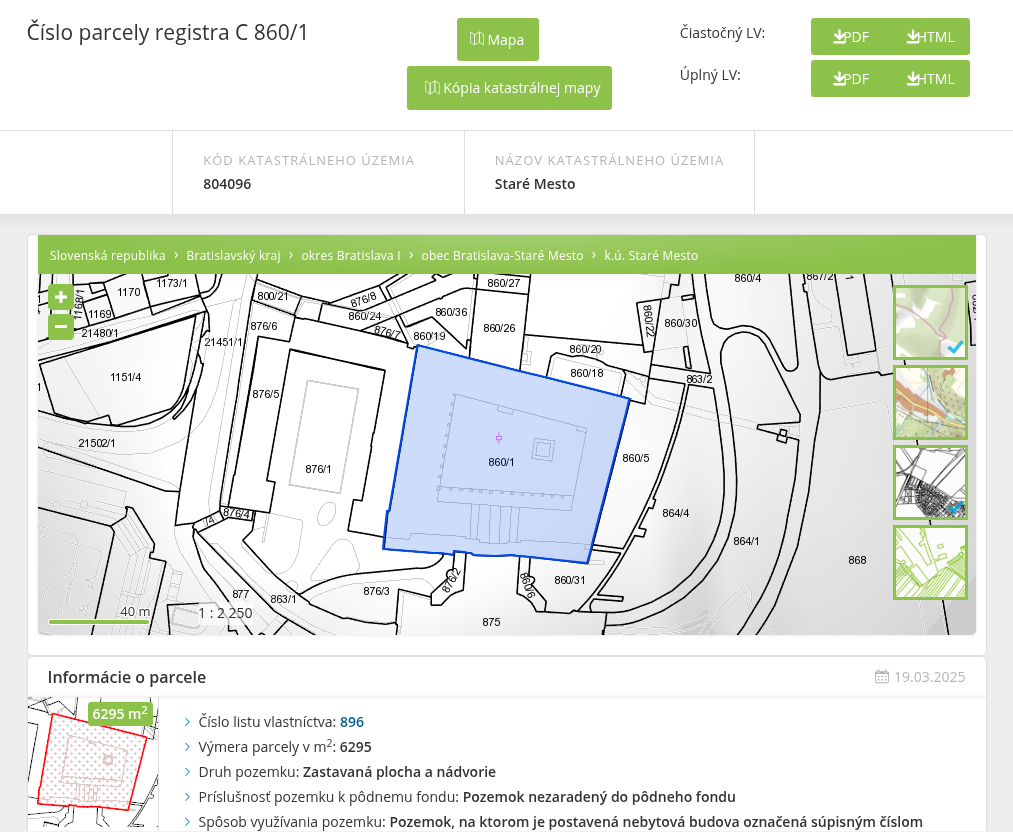 Číslo parcely registra C 860/1
Mapa
Kópia katastrálnej mapy
Čiastočný LV:
PDF
HTML
Úplný LV:
PDF
HTML
KÓD KATASTRÁLNEHO ÚZEMIA
804096
NÁZOV KATASTRÁLNEHO ÚZEMIA
Staré Mesto
Slovenská republika › Bratislavský kraj › okres Bratislava I › obec Bratislava-Staré Mesto › k.ú. Staré Mesto
+
−
1170
1173/1
1168/1
1169
21480/1
1151/4
21502/1
800/21
876/6
21451/1
876/8
860/24
876/7
860/19
860/36
860/27
860/26
860/20
860/18
860/22
860/30
860/4
867/2
863/2
876/5
876/1
860/1
860/5
864/4
864/1
868
876/4
/4
877
863/1
876/3
876/2
860/6
860/31
875
40 m
1 : 2 250
Informácie o parcele
19.03.2025
6295 m²
Číslo listu vlastníctva: 896
Výmera parcely v m²: 6295
Druh pozemku: Zastavaná plocha a nádvorie
Príslušnosť pozemku k pôdnemu fondu: Pozemok nezaradený do pôdneho fondu
Spôsob využívania pozemku: Pozemok, na ktorom je postavená nebytová budova označená súpisným číslom